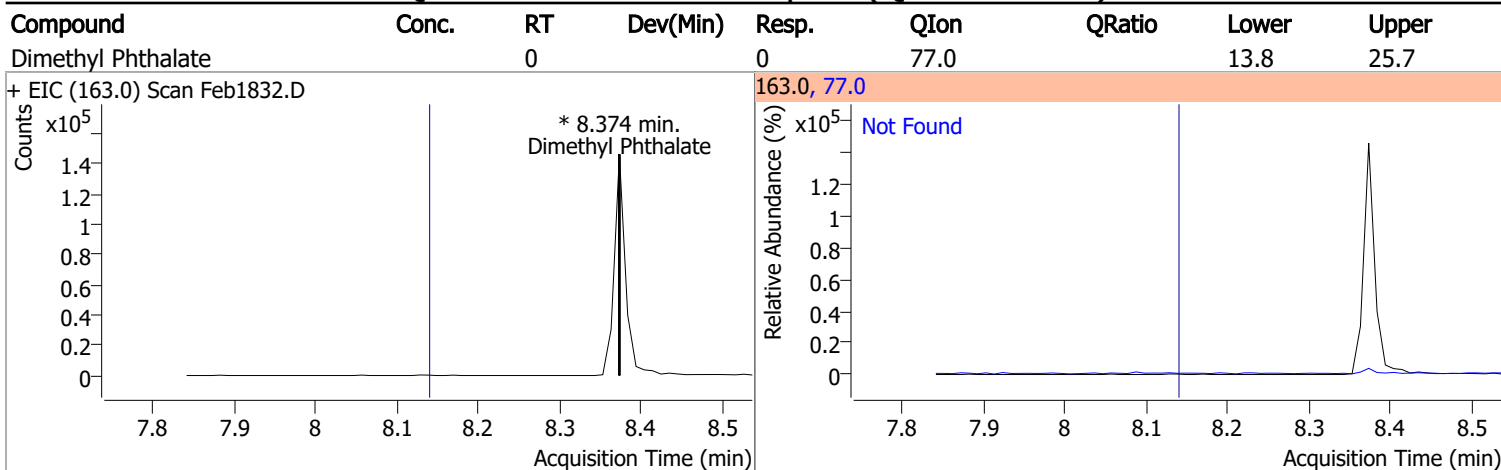 Compound Conc. RT Dev(Min) Resp. QIon QRatio Lower Upper
Dimethyl Phthalate 0 0 77.0 13.8 25.7
+ EIC (163.0) Scan Feb1832.D
Counts
x10⁵
1.4
1.2
1
0.8
0.6
0.4
0.2
0
* 8.374 min.
Dimethyl Phthalate
7.8 7.9 8 8.1 8.2 8.3 8.4 8.5
Acquisition Time (min)
163.0, 77.0
Relative Abundance (%)
x10⁵
Not Found
1.2
1
0.8
0.6
0.4
0.2
0
7.8 7.9 8 8.1 8.2 8.3 8.4 8.5
Acquisition Time (min)